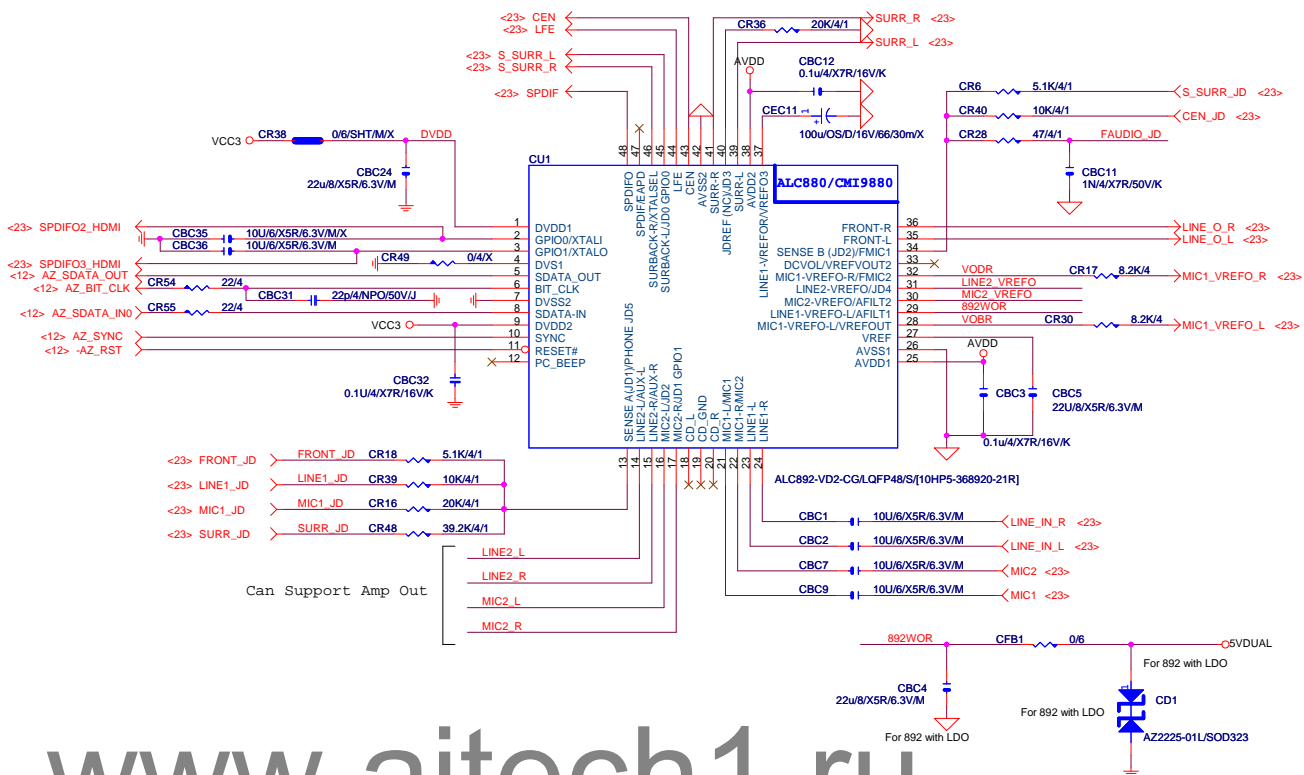 <23> CEN
<23> LFE
<23> S_SURR_L
<23> S_SURR_R
<23> SPDIF
CR36 20K/4/1
SURR_R <23>
SURR_L <23>
AVDD
CBC12
0.1u/4/X7R/16V/K
CEC11
1
+
100u/OS/D/16V/66/30m/X
CR6 5.1K/4/1
S_SURR_JD <23>
CR40 10K/4/1
CEN_JD <23>
CR28 47/4/1
FAUDIO_JD
CBC11
1N/4/X7R/50V/K
VCC3
CR38 0/6/SHT/M/X
DVDD
CBC24
22u/8/X5R/6.3V/M
CU1
ALC880/CMI9880
48 SPDIFO
47 SPDIF/EAPD
46 SURBACK-R/XTALSEL
45 SURBACK-L/JD0 GPIO0
44 LFE
43 CEN
42 AVSS2
41 SURR-R
40 JDREF (NC)/JD3
39 SURR-L
38 AVDD2
37 LINE1-VREFOR/VREFO3
<23> SPDIFO2_HDMI
CBC35 10U/6/X5R/6.3V/M/X
CBC36 10U/6/X5R/6.3V/M
<23> SPDIFO3_HDMI
CR49 0/4/X
<12> AZ_SDATA_OUT
<12> AZ_BIT_CLK
CR54 22/4
CBC31 22p/4/NPO/50V/J
<12> AZ_SDATA_IN0
CR55 22/4
VCC3
<12> AZ_SYNC
<12> -AZ_RST
CBC32
0.1U/4/X7R/16V/K
1 DVDD1
2 GPIO0/XTALI
3 GPIO1/XTALO
4 DVS1
5 SDATA_OUT
6 BIT_CLK
7 DVSS2
8 SDATA-IN
9 DVDD2
10 SYNC
11 RESET#
12 PC_BEEP
FRONT-R 36
FRONT-L 35
SENSE B (JD2)/FMIC1 34
DCVOL/VREFVOUT2 33
MIC1-VREFO-R/FMIC2 32
LINE2-VREFO/JD4 31
MIC2-VREFO/AFILT2 30
LINE1-VREFO-L/AFILT1 29
MIC1-VREFO-L/VREFOUT 28
VREF 27
AVSS1 26
AVDD1 25
LINE_O_R <23>
LINE_O_L <23>
VODR CR17 8.2K/4
MIC1_VREFO_R <23>
LINE2_VREFO
MIC2_VREFO
892WOR
VOBR CR30 8.2K/4
MIC1_VREFO_L <23>
AVDD
CBC3
0.1u/4/X7R/16V/K
CBC5
22U/8/X5R/6.3V/M
13 SENSE A(JD1)/PHONE JD5
14 LINE2-L/AUX-L
15 LINE2-R/AUX-R
16 MIC2-L/JD2
17 MIC2-R/JD1 GPIO1
18 CD_L
19 CD_GND
20 CD_R
21 MIC1-L/MIC1
22 MIC1-R/MIC2
23 LINE1-L
24 LINE1-R
ALC892-VD2-CG/LQFP48/S/[10HP5-368920-21R]
<23> FRONT_JD FRONT_JD CR18 5.1K/4/1
<23> LINE1_JD LINE1_JD CR39 10K/4/1
<23> MIC1_JD MIC1_JD CR16 20K/4/1
<23> SURR_JD SURR_JD CR48 39.2K/4/1
CBC1 10U/6/X5R/6.3V/M LINE_IN_R <23>
CBC2 10U/6/X5R/6.3V/M LINE_IN_L <23>
CBC7 10U/6/X5R/6.3V/M MIC2 <23>
CBC9 10U/6/X5R/6.3V/M MIC1 <23>
Can Support Amp Out
LINE2_L
LINE2_R
MIC2_L
MIC2_R
892WOR CFB1 0/6 5VDUAL
For 892 with LDO
CBC4
22u/8/X5R/6.3V/M
For 892 with LDO
For 892 with LDO
1
CD1
AZ2225-01L/SOD323
www.aitech1.ru